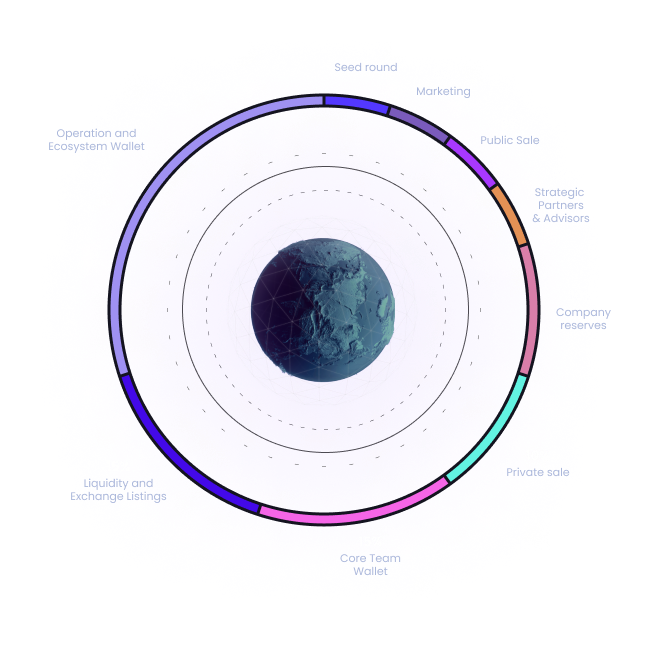 Seed round
Marketing
Public Sale
Strategic
Partners
& Advisors
Company
reserves
Private sale
Core Team
Wallet
Liquidity and
Exchange Listings
Operation and
Ecosystem Wallet